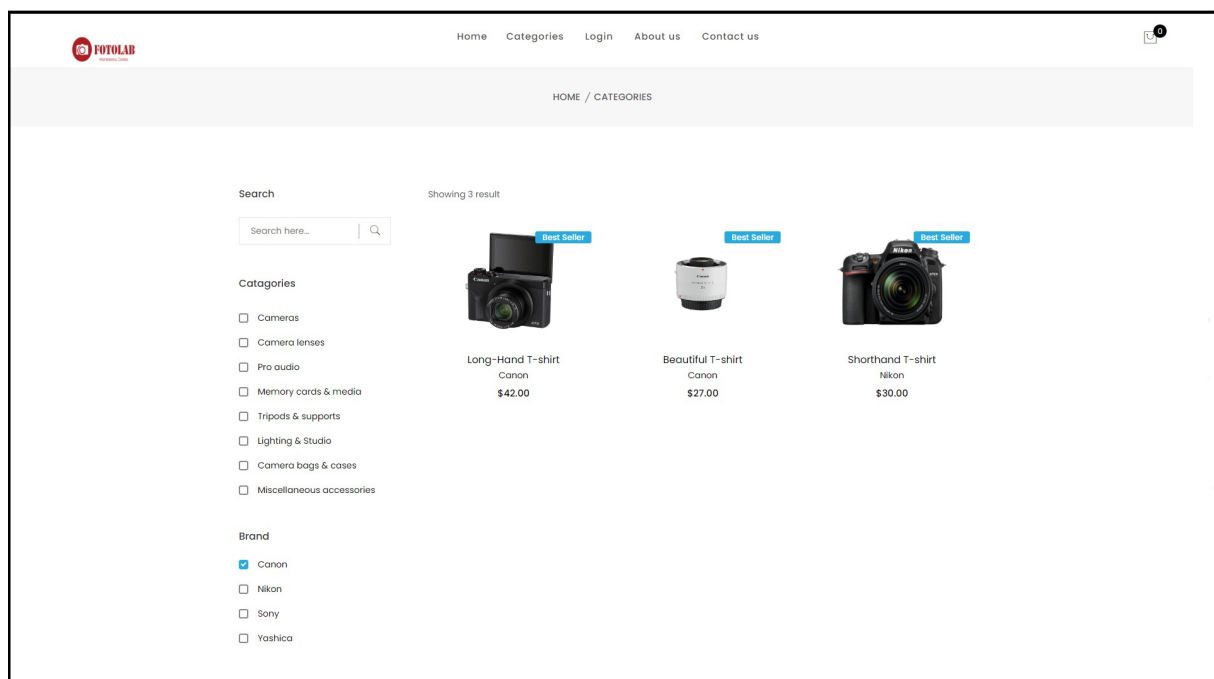 FOTOLAB
Home Categories Login About us Contact us
0
HOME / CATEGORIES
Search
Search here...
Catagories
Cameras
Camera lenses
Pro audio
Memory cards & media
Tripods & supports
Lighting & Studio
Camera bags & cases
Miscellaneous accessories
Brand
Canon
Nikon
Sony
Yashica
Showing 3 result
Best Seller
Canon
Long-Hand T-shirt
Canon
$42.00
Best Seller
Canon
Beautiful T-shirt
Canon
$27.00
Best Seller
Nikon
Shorthand T-shirt
Nikon
$30.00